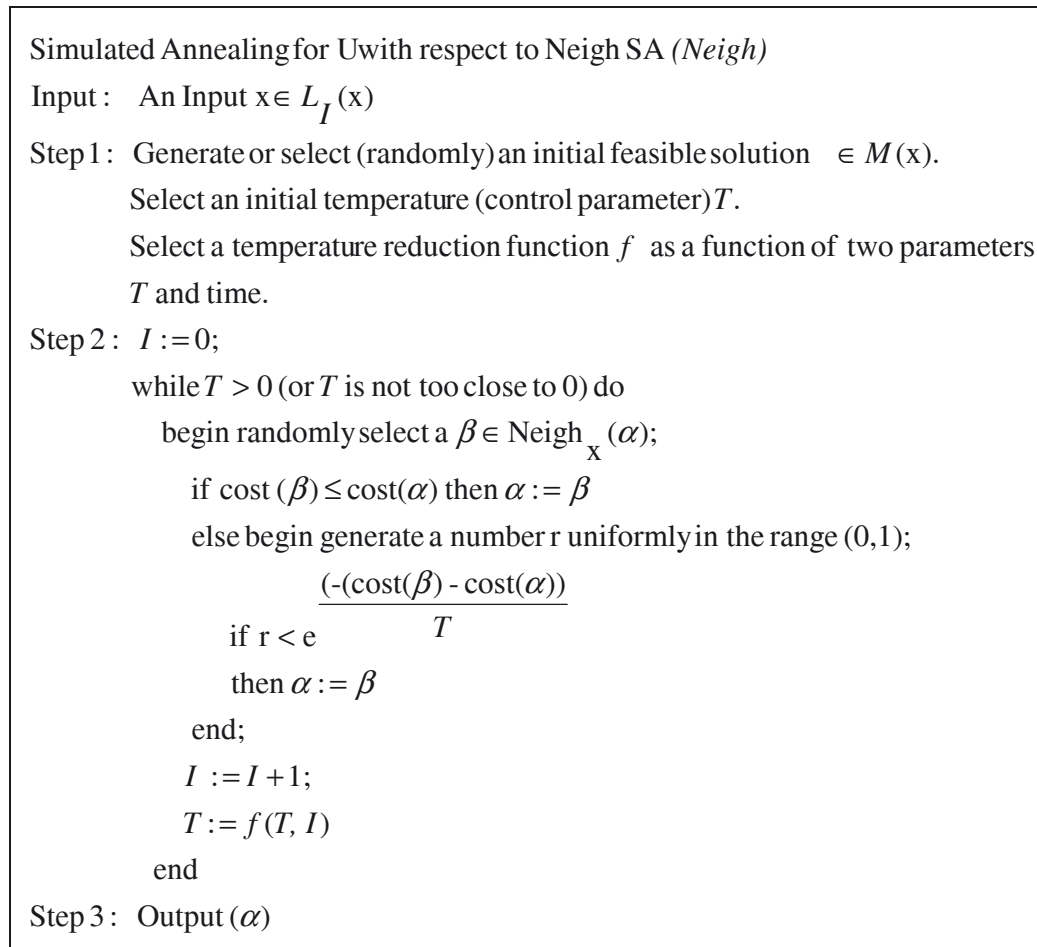 Simulated Annealing for Uwith respect to Neigh SA (Neigh)
Input : An Input x ∈ L_I (x)
Step 1 : Generate or select (randomly) an initial feasible solution ∈ M(x).
Select an initial temperature (control parameter) T.
Select a temperature reduction function f as a function of two parameters
T and time.
Step 2 : I := 0;
while T > 0 (or T is not too close to 0) do
begin randomly select a β ∈ Neigh_x (α);
if cost (β) ≤ cost(α) then α := β
else begin generate a number r uniformly in the range (0,1);
if r < e^((-(cost(β) - cost(α)) / T
then α := β
end;
I := I +1;
T := f (T, I)
end
Step 3 : Output (α)